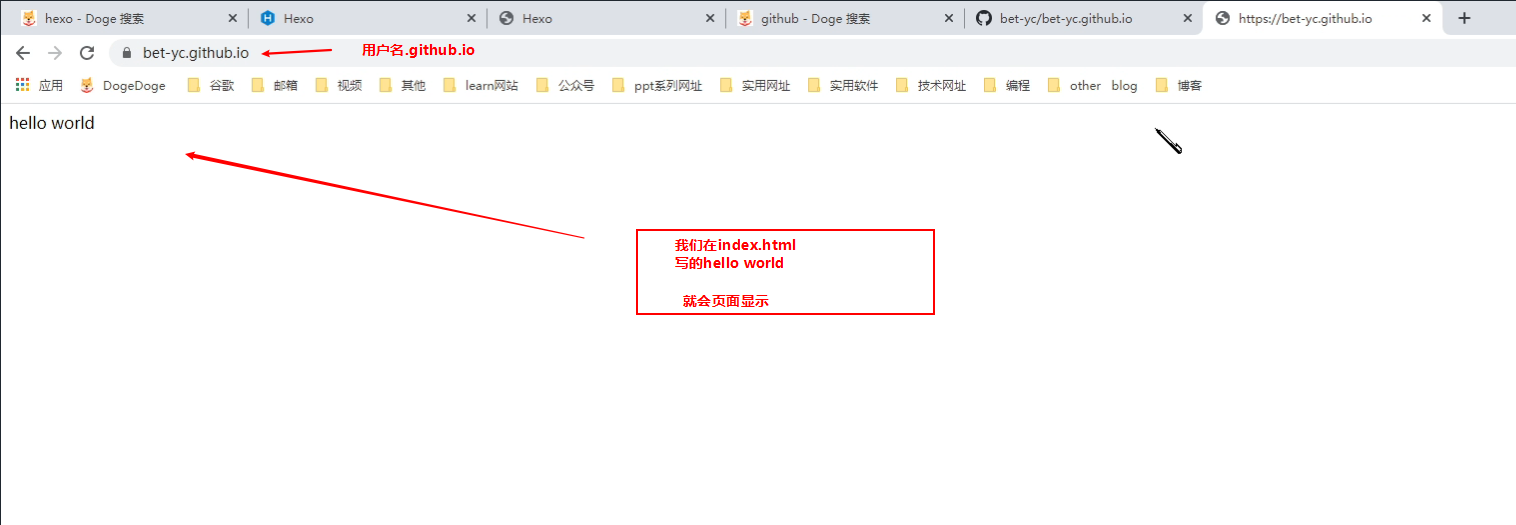 hexo - Doge 搜索
Hexo
Hexo
github - Doge 搜索
bet-yc/bet-yc.github.io
https://bet-yc.github.io
bet-yc.github.io
用户名.github.io
应用
DogeDoge
谷歌
邮箱
视频
其他
learn网站
公众号
ppt系列网址
实用网址
实用软件
技术网址
编程
other blog
博客
hello world
我们在index.html
写的hello world
就会页面显示